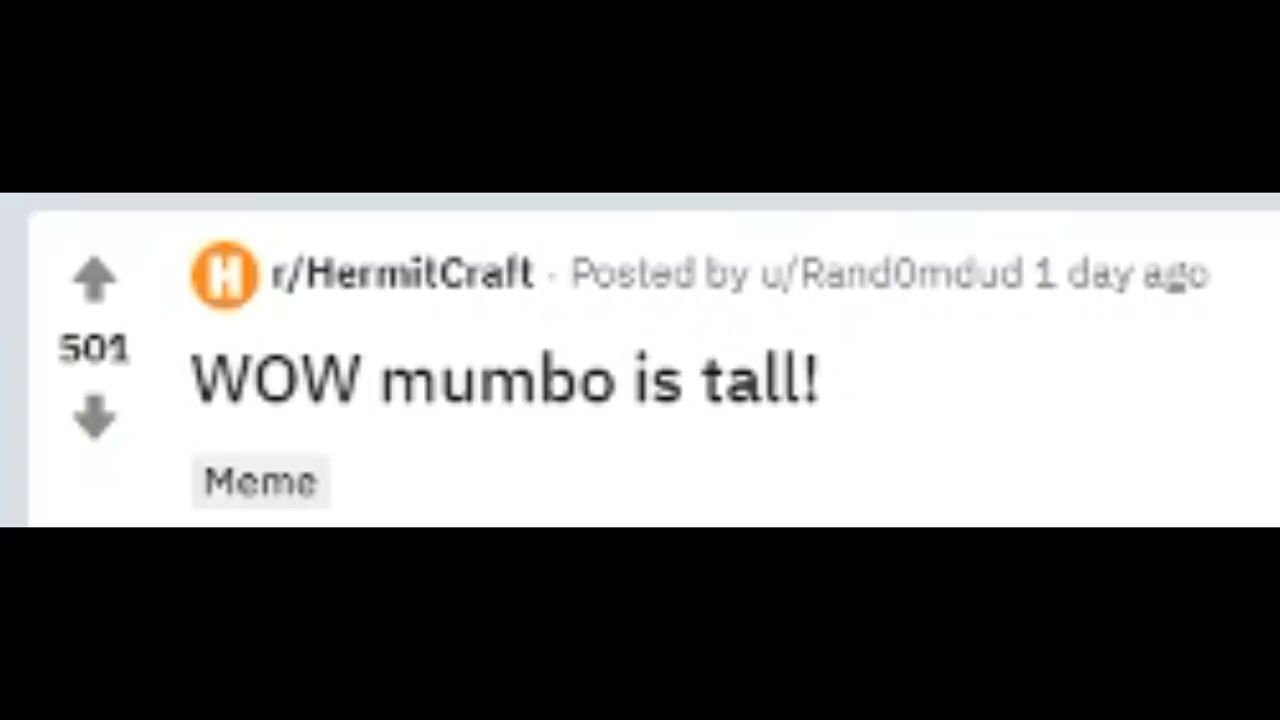 H r/HermitCraft · Posted by u/Rand0mdud 1 day ago
501
WOW mumbo is tall!
Meme